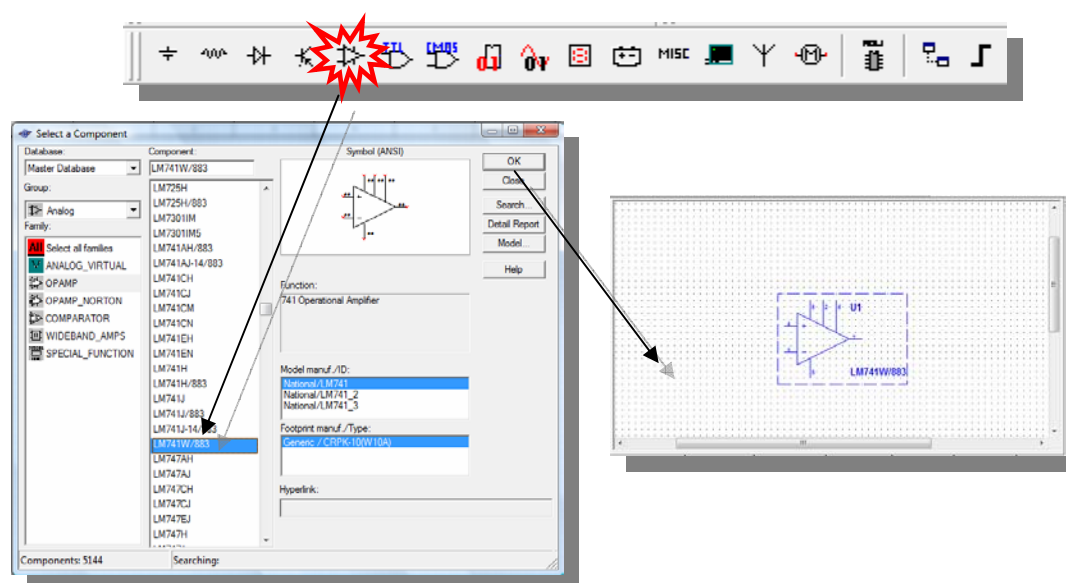 TTL
CMOS
MISC
Select a Component
Database:
Component:
Symbol (ANSI)
Master Database
LM741W/883
OK
Close
Group:
LM725H
LM725H/883
Search...
Analog
LM7301IM
Detail Report
Family:
LM7301IM5
Model...
All Select all families
LM741AH/883
ANALOG_VIRTUAL
LM741AJ-14/883
Help
OPAMP
LM741CH
Function:
OPAMP_NORTON
LM741CJ
741 Operational Amplifier
COMPARATOR
LM741CM
WIDEBAND_AMPS
LM741CN
SPECIAL_FUNCTION
LM741EH
LM741EN
LM741H
Model manuf./ID:
LM741H/883
National/LM741
LM741J
National/LM741_2
LM741J/883
National/LM741_3
LM741J-14/883
Footprint manuf./Type:
LM741W/883
Generic / CRPK-10(W10A)
LM747AH
LM747AJ
LM747CH
Hyperlink:
LM747CJ
LM747EJ
LM747H
Components: 5144
Searching:
U1
LM741W/883